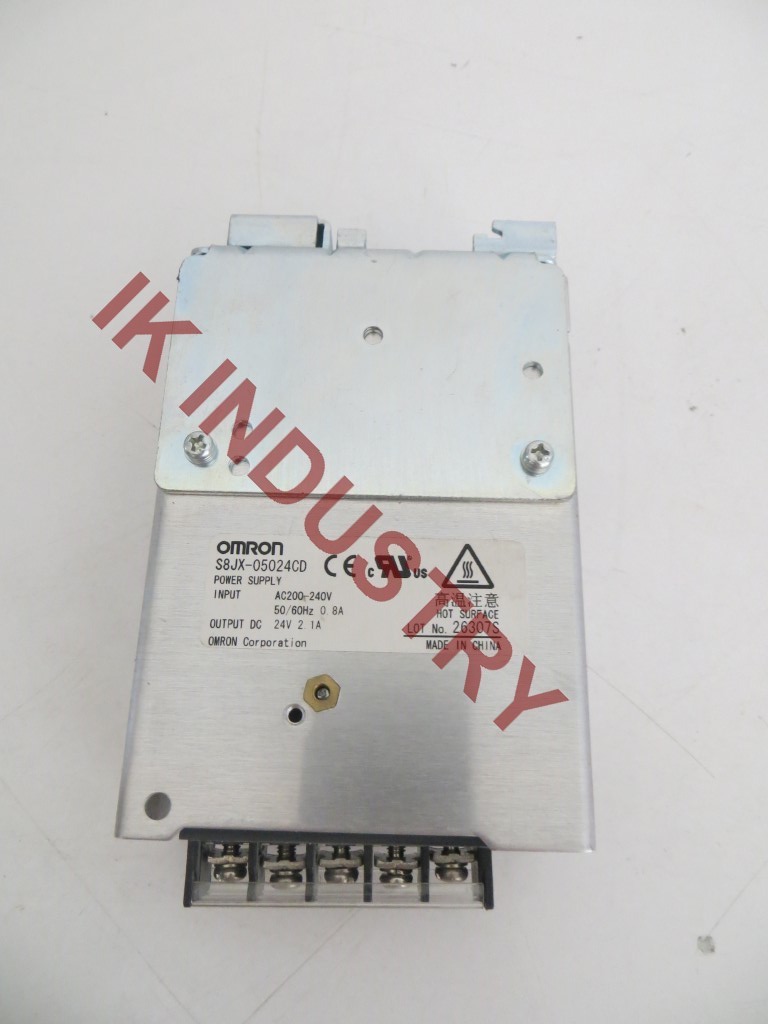 IK INDUSTRY
OMRON
S8JX-05024CD
CE
c UL us
POWER SUPPLY
INPUT AC200-240V
50/60Hz 0.8A
OUTPUT DC 24V 2.1A
OMRON Corporation
高温注意
HOT SURFACE
LOT No. 26307S
MADE IN CHINA